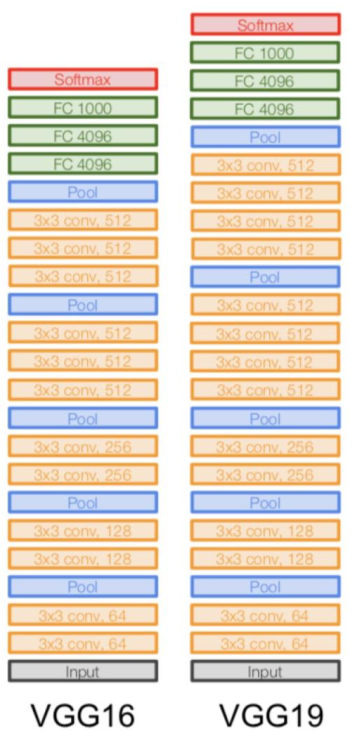 Softmax
FC 1000
FC 4096
FC 4096
Pool
3x3 conv, 512
3x3 conv, 512
3x3 conv, 512
Pool
3x3 conv, 512
3x3 conv, 512
3x3 conv, 512
Pool
3x3 conv, 256
3x3 conv, 256
Pool
3x3 conv, 128
3x3 conv, 128
Pool
3x3 conv, 64
3x3 conv, 64
Input
VGG16
Softmax
FC 1000
FC 4096
FC 4096
Pool
3x3 conv, 512
3x3 conv, 512
3x3 conv, 512
3x3 conv, 512
Pool
3x3 conv, 512
3x3 conv, 512
3x3 conv, 512
3x3 conv, 512
Pool
3x3 conv, 256
3x3 conv, 256
Pool
3x3 conv, 128
3x3 conv, 128
Pool
3x3 conv, 64
3x3 conv, 64
Input
VGG19